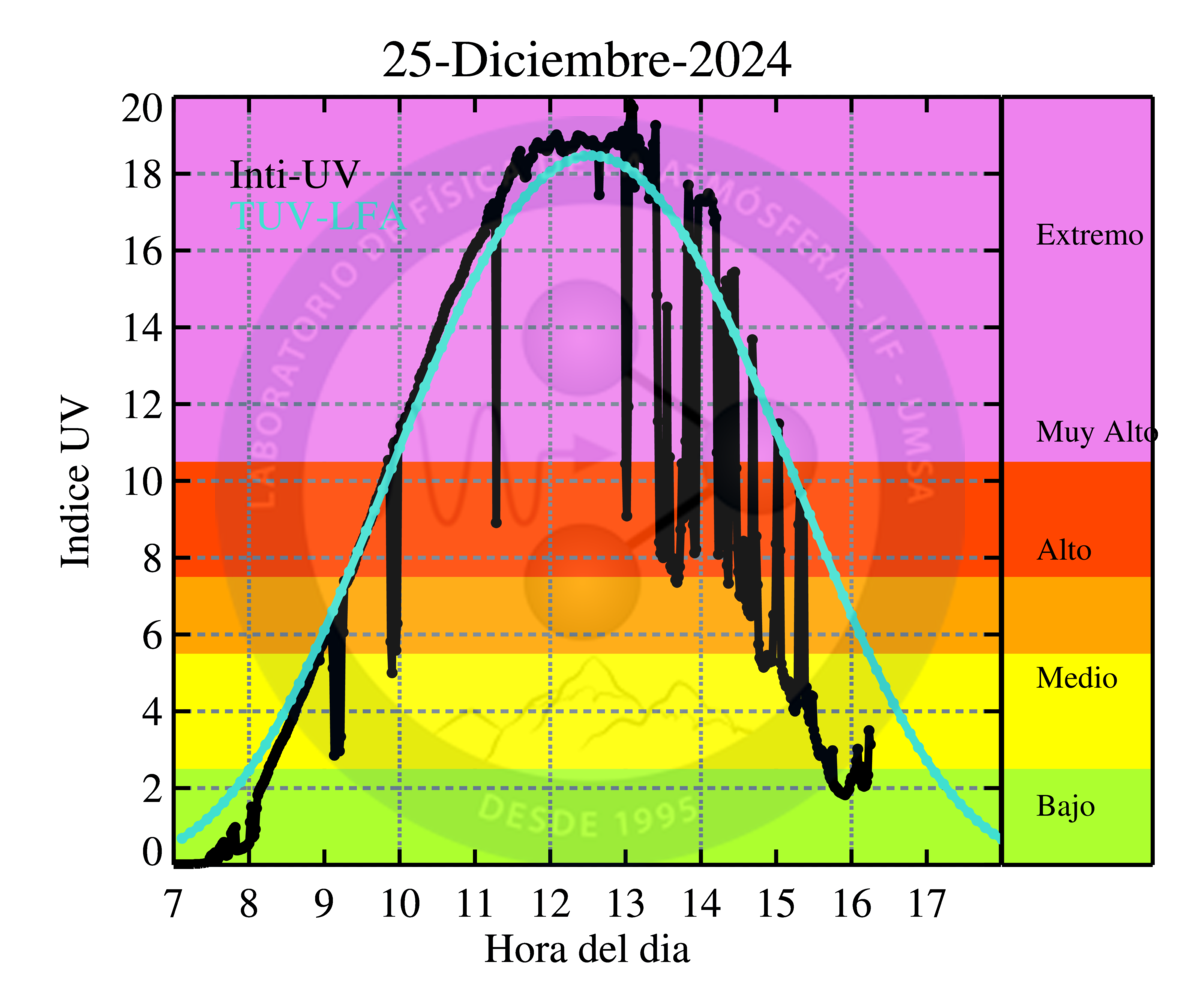 25-Diciembre-2024
Indice UV
20
18
16
14
12
10
8
6
4
2
0
Inti-UV
TUV-LFA
LABORATORIO DE FÍSICA DE LA ATMÓSFERA - IIF - UMSA
DESDE 1995
Extremo
Muy Alto
Alto
Medio
Bajo
7 8 9 10 11 12 13 14 15 16 17
Hora del dia